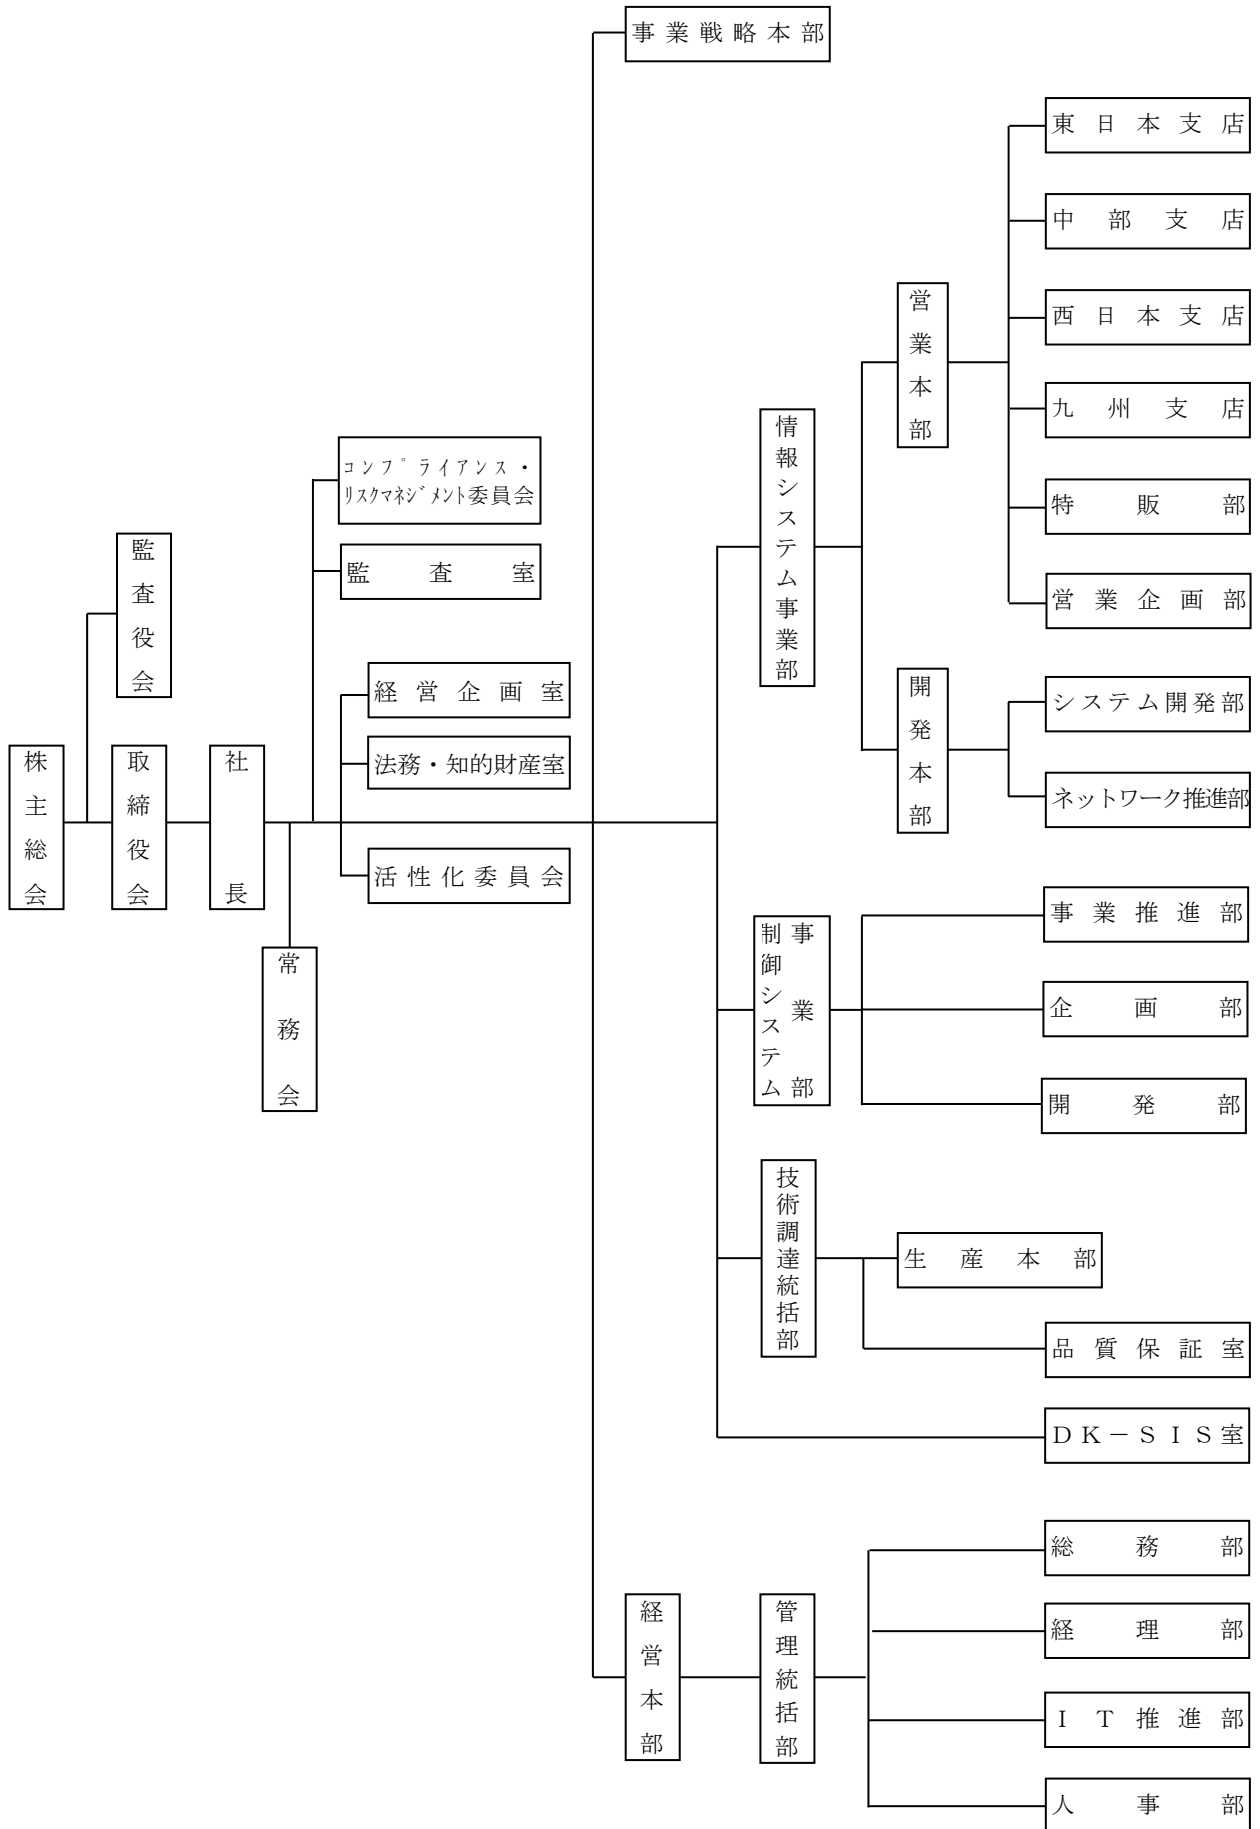 事業戦略本部
東日本支店
中部支店
西日本支店
九州支店
特販部
営業企画部
営業本部
情報システム事業部
コンプライアンス・
リスクマネジメント委員会
監査室
監査役会
経営企画室
法務・知的財産室
活性化委員会
株主総会
取締役会
社長
常務会
開発本部
システム開発部
ネットワーク推進部
制御システム
事業部
事業推進部
企画部
開発部
技術調達統括部
生産本部
品質保証室
DK-SIS室
経営本部
管理統括部
総務部
経理部
IT推進部
人事部